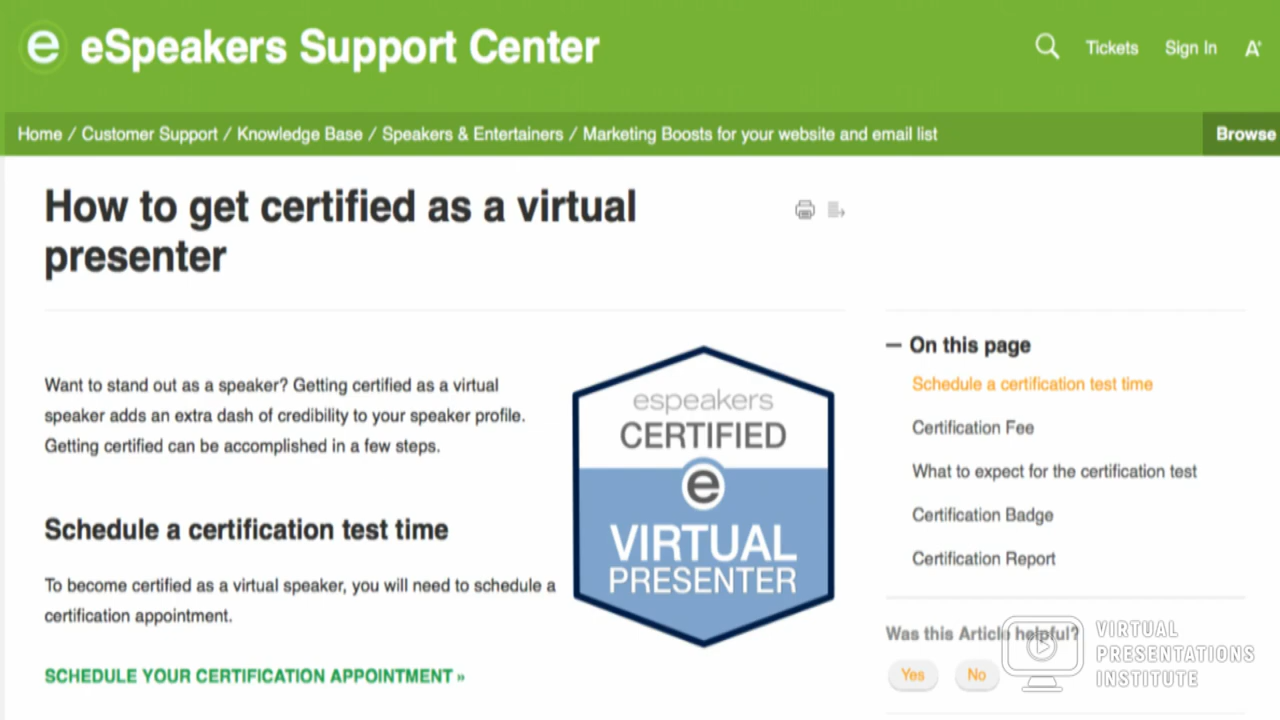 e eSpeakers Support Center
Tickets Sign In A+
Home / Customer Support / Knowledge Base / Speakers & Entertainers / Marketing Boosts for your website and email list
Browse
How to get certified as a virtual
presenter
Want to stand out as a speaker? Getting certified as a virtual
speaker adds an extra dash of credibility to your speaker profile.
Getting certified can be accomplished in a few steps.
Schedule a certification test time
To become certified as a virtual speaker, you will need to schedule a
certification appointment.
SCHEDULE YOUR CERTIFICATION APPOINTMENT »
espeakers
CERTIFIED
e
VIRTUAL
PRESENTER
— On this page
Schedule a certification test time
Certification Fee
What to expect for the certification test
Certification Badge
Certification Report
Was this Article helpful?
Yes No
VIRTUAL
PRESENTATIONS
INSTITUTE